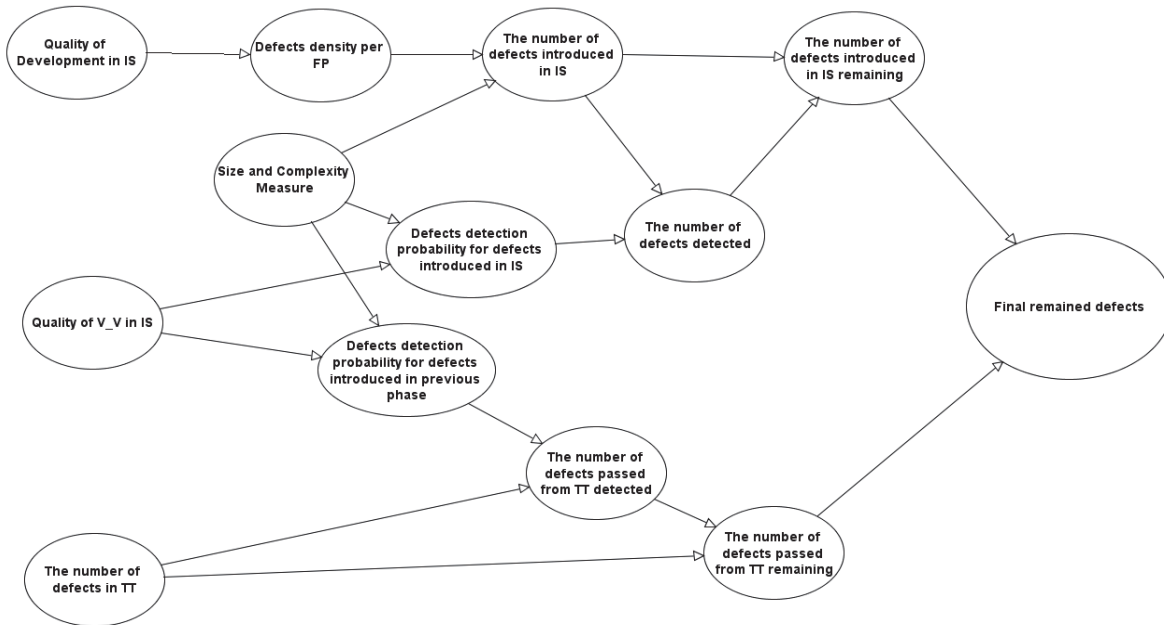 Quality of
Development in IS
Defects density per
FP
The number of
defects introduced
in IS
The number of
defects introduced
in IS remaining
Size and Complexity
Measure
Defects detection
probability for defects
introduced in IS
The number of
defects detected
Quality of V_V in IS
Final remained defects
Defects detection
probability for defects
introduced in previous
phase
The number of
defects passed
from TT detected
The number of
defects in TT
The number of
defects passed
from TT remaining